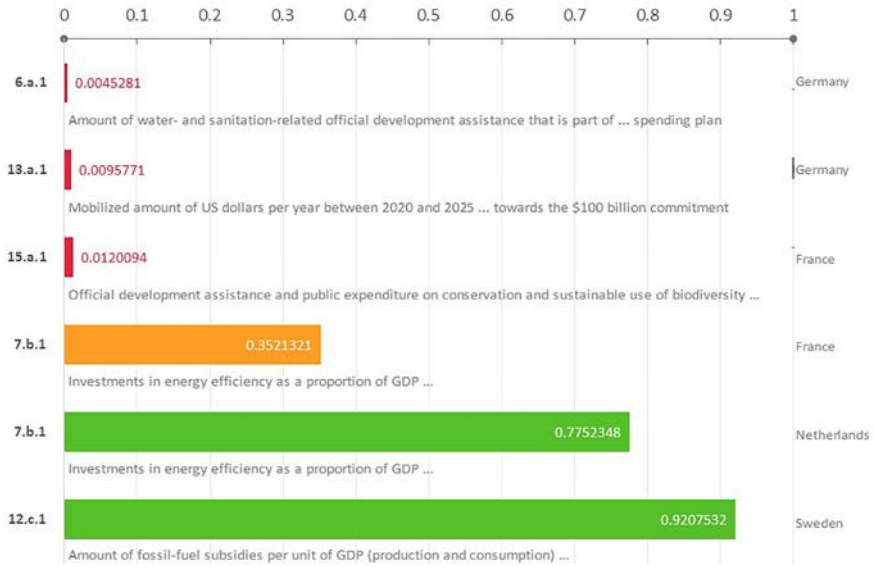 0 0.1 0.2 0.3 0.4 0.5 0.6 0.7 0.8 0.9 1
6.a.1 0.0045281 Germany
Amount of water- and sanitation-related official development assistance that is part of ... spending plan
13.a.1 0.0095771 Germany
Mobilized amount of US dollars per year between 2020 and 2025 ... towards the $100 billion commitment
15.a.1 0.0120094 France
Official development assistance and public expenditure on conservation and sustainable use of biodiversity ...
7.b.1 0.3521321 France
Investments in energy efficiency as a proportion of GDP ...
7.b.1 0.7752348 Netherlands
Investments in energy efficiency as a proportion of GDP ...
12.c.1 0.9207532 Sweden
Amount of fossil-fuel subsidies per unit of GDP (production and consumption) ...